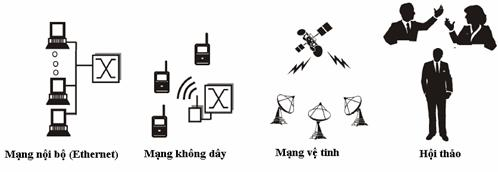 Mạng nội bộ (Ethernet)
Mạng không dây
Mạng vệ tinh
Hội thảo